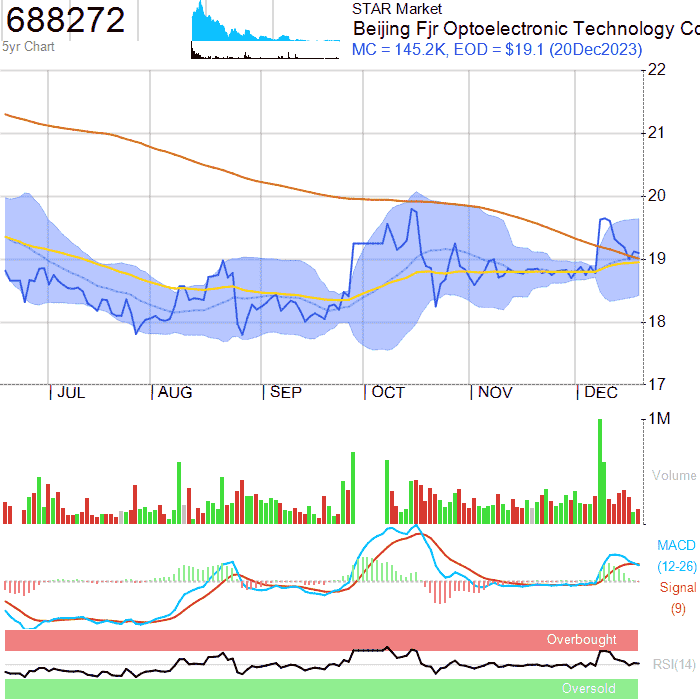 688272
5yr Chart
STAR Market
Beijing Fjr Optoelectronic Technology Co
MC = 145.2K, EOD = $19.1 (20Dec2023)
22
21
20
19
18
17
JUL AUG SEP OCT NOV DEC
1M
Volume
MACD
(12-26)
Signal
(9)
Overbought
RSI(14)
Oversold